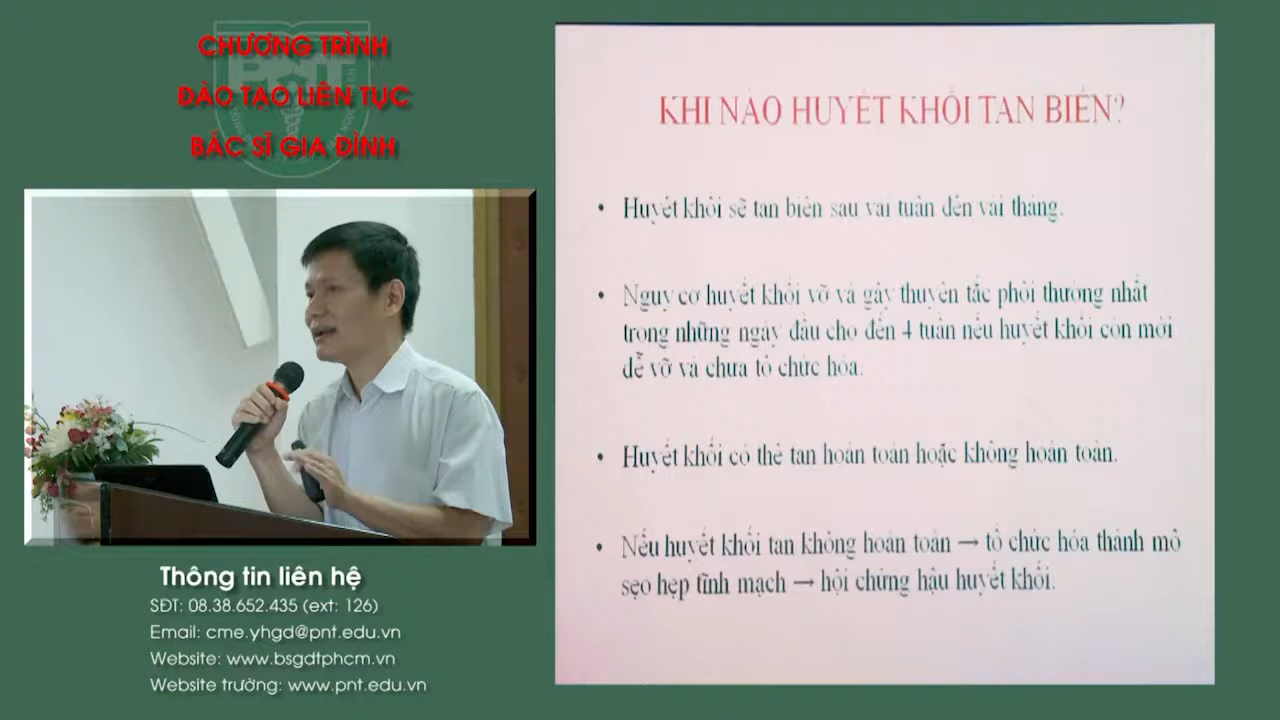 CHƯƠNG TRÌNH
ĐÀO TẠO LIÊN TỤC
BÁC SĨ GIA ĐÌNH
Thông tin liên hệ
SĐT: 08.38.652.435 (ext: 126)
Email: cme.yhgd@pnt.edu.vn
Website: www.bsgdtphcm.vn
Website trường: www.pnt.edu.vn
KHI NÀO HUYẾT KHỐI TAN BIẾN?
• Huyết khối sẽ tan biến sau vài tuần đến vài tháng.
• Nguy cơ huyết khối vỡ và gây thuyên tắc phổi thường nhất
trong những ngày đầu cho đến 4 tuần nếu huyết khối còn mới
dễ vỡ và chưa tổ chức hóa.
• Huyết khối có thể tan hoàn toàn hoặc không hoàn toàn.
• Nếu huyết khối tan không hoàn toàn → tổ chức hóa thành mô
sẹo hẹp tĩnh mạch → hội chứng hậu huyết khối.